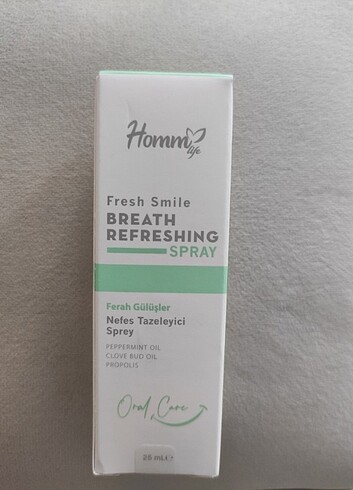 Homm
life
Fresh Smile
BREATH
REFRESHING
SPRAY
Ferah Gülüşler
Nefes Tazeleyici
Sprey
PEPPERMINT OIL
CLOVE BUD OIL
PROPOLIS
Oral Care
25 mL ℮